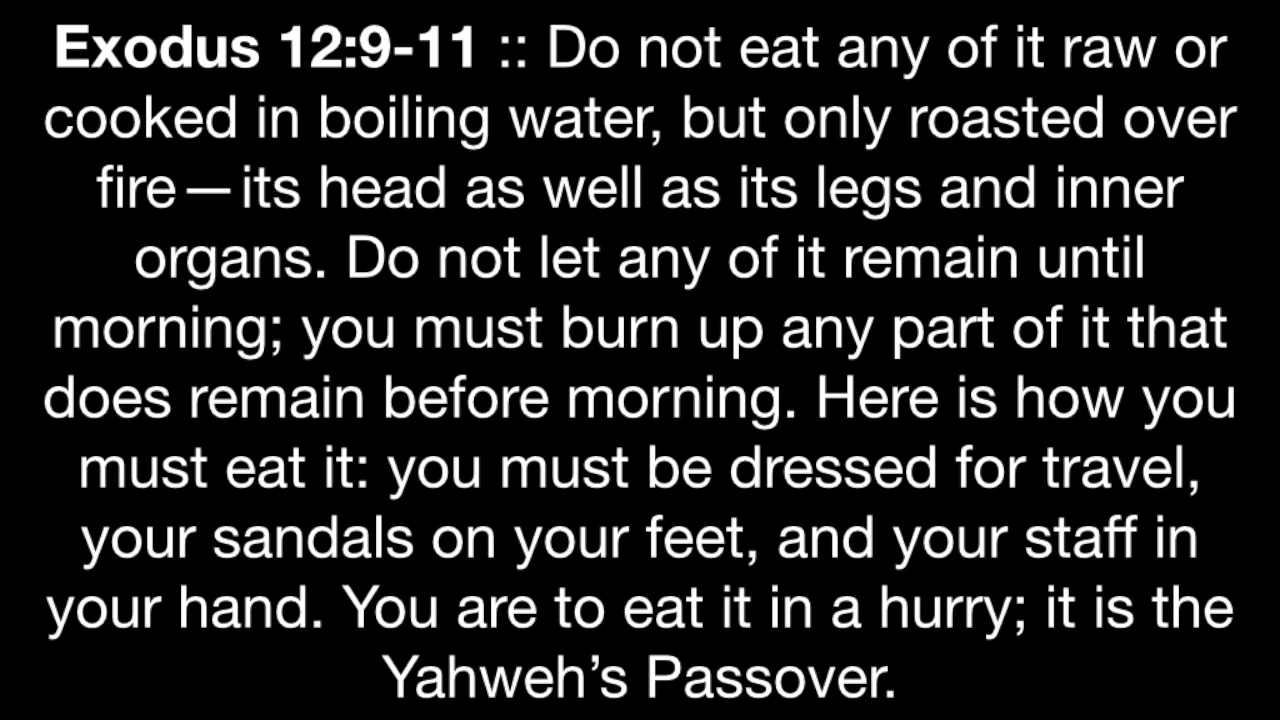 Exodus 12:9-11 :: Do not eat any of it raw or
cooked in boiling water, but only roasted over
fire—its head as well as its legs and inner
organs. Do not let any of it remain until
morning; you must burn up any part of it that
does remain before morning. Here is how you
must eat it: you must be dressed for travel,
your sandals on your feet, and your staff in
your hand. You are to eat it in a hurry; it is the
Yahweh’s Passover.